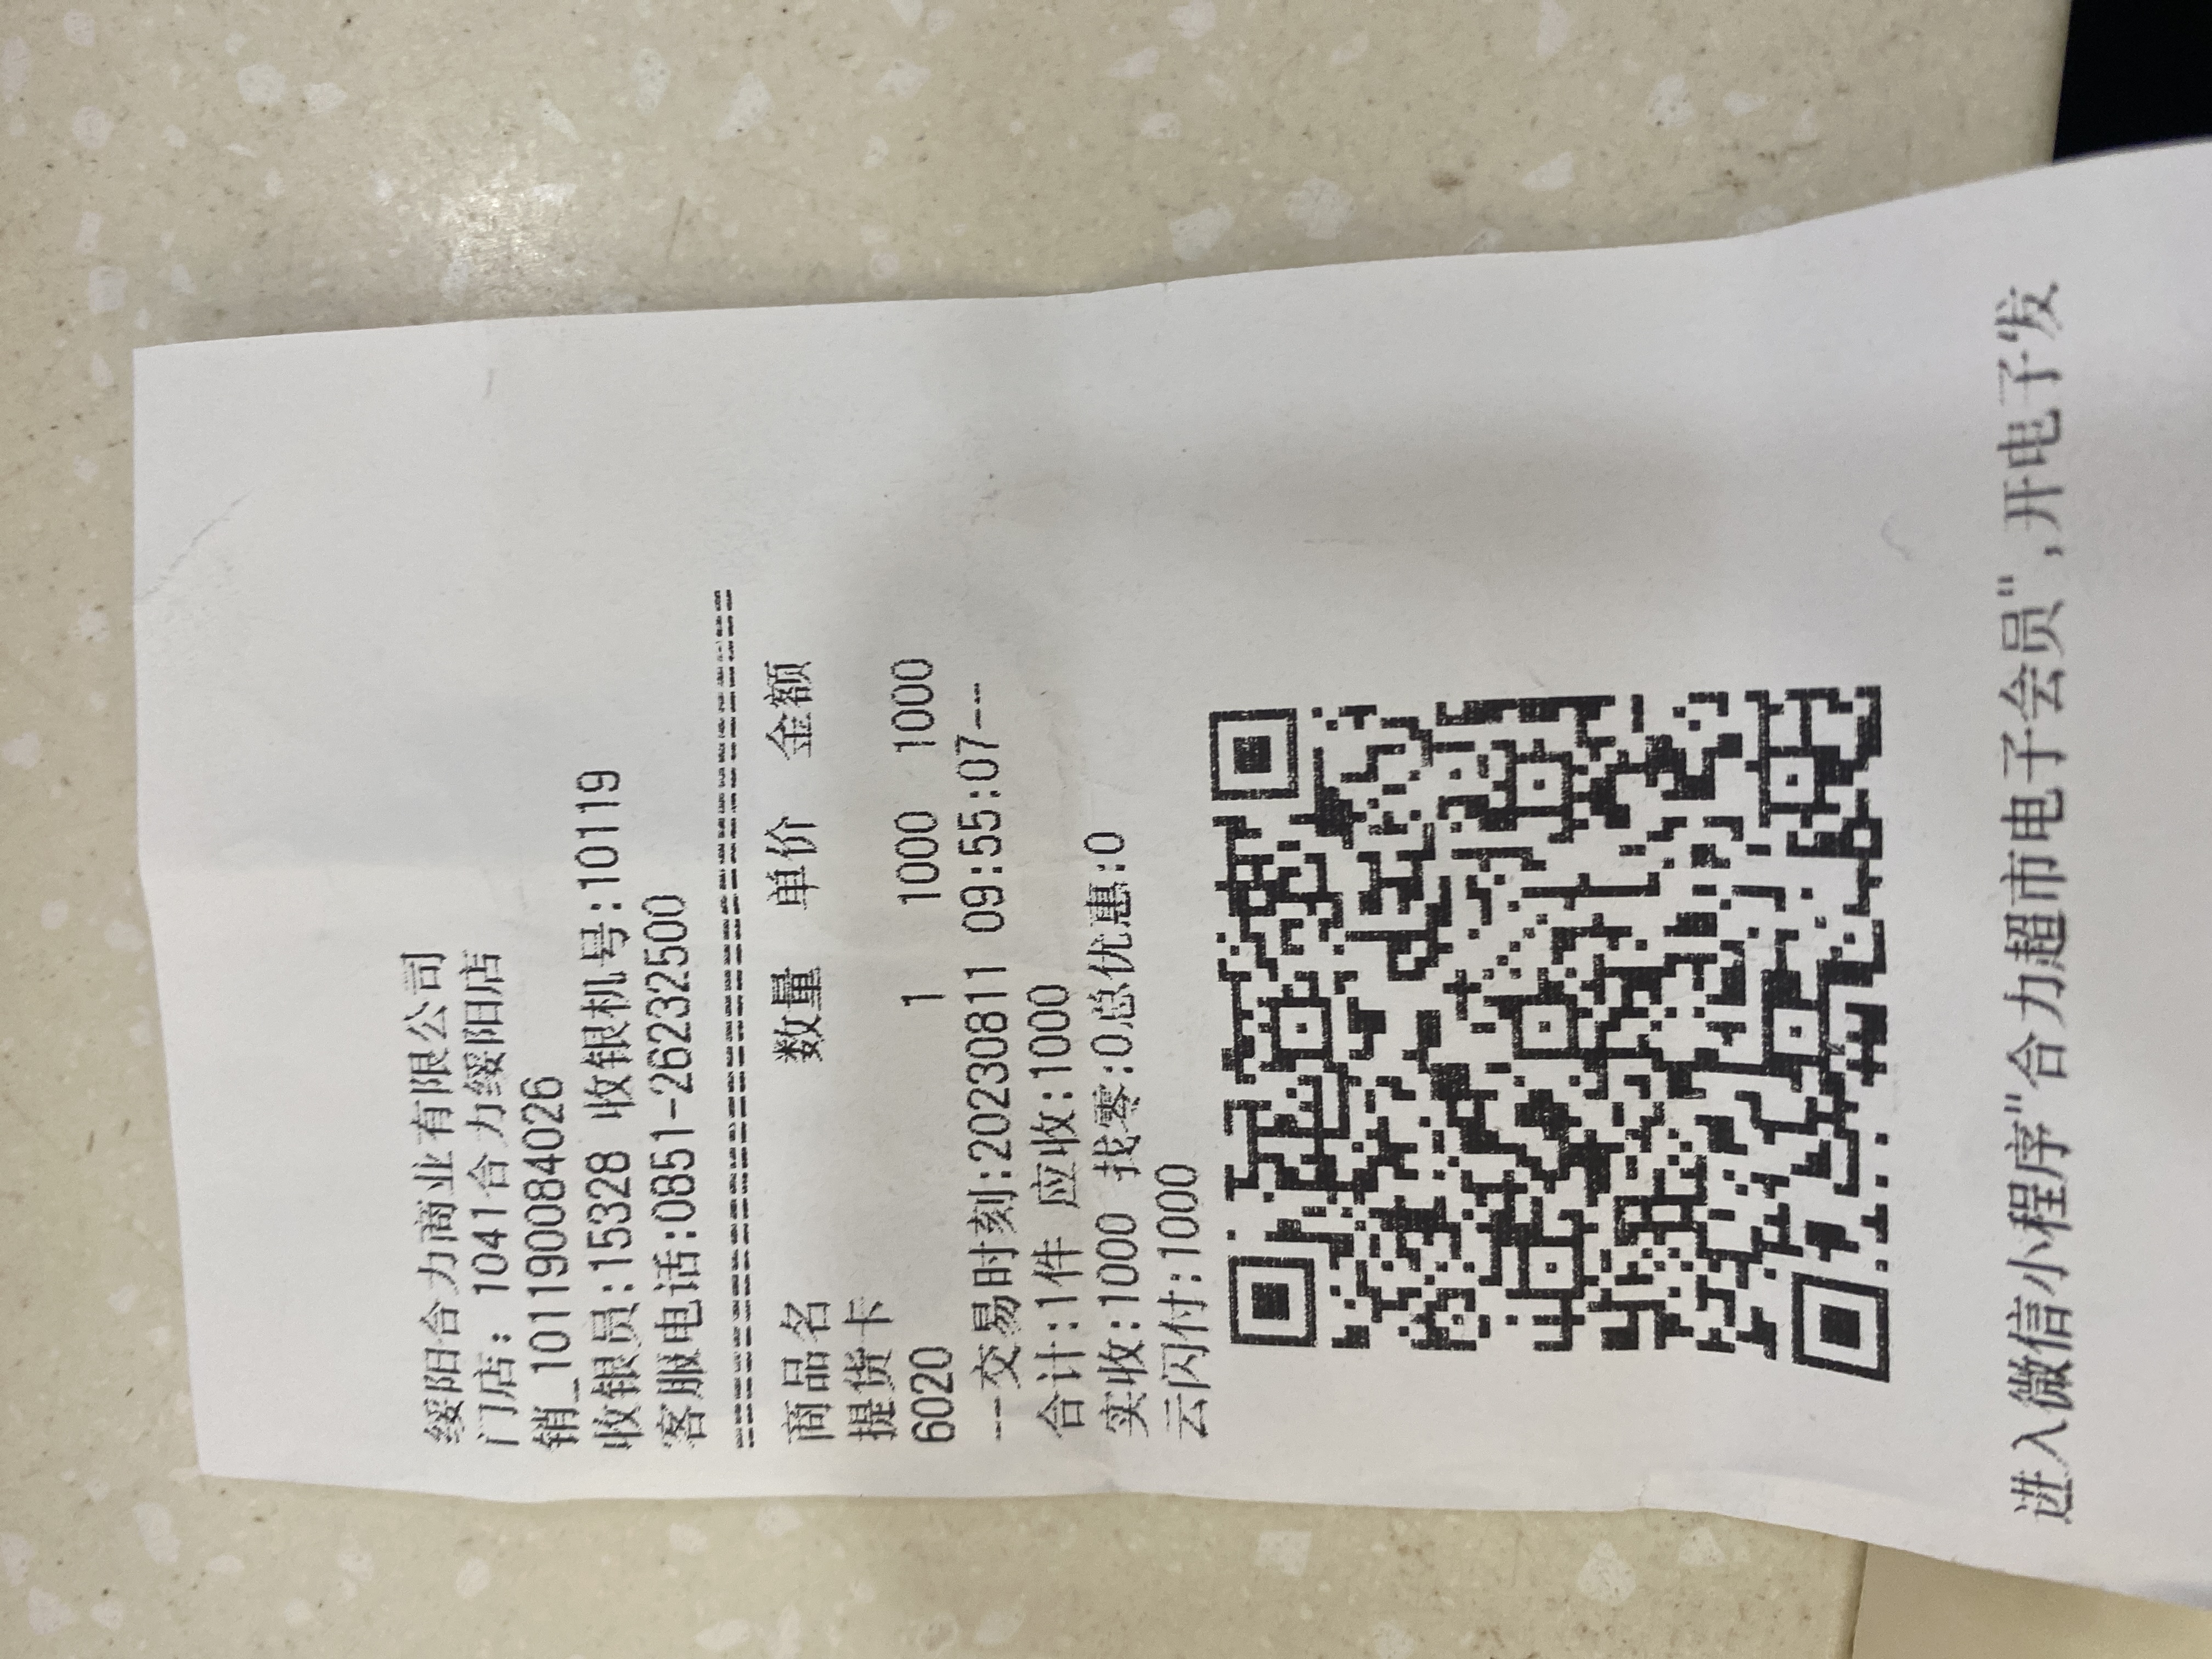 绥阳合力商业有限公司
门店: 1041合力绥阳店
销_101190084026
收银员:15328 收银机号:10119
客服电话:0851-26232500
========================================
商品名 数量 单价 金额
提货卡
6020 1 1000 1000
---交易时刻:20230811 09:55:07---
合计:1件 应收:1000
实收:1000 找零:0总优惠:0
云闪付:1000
进入微信小程序"合力超市电子会员",开电子发